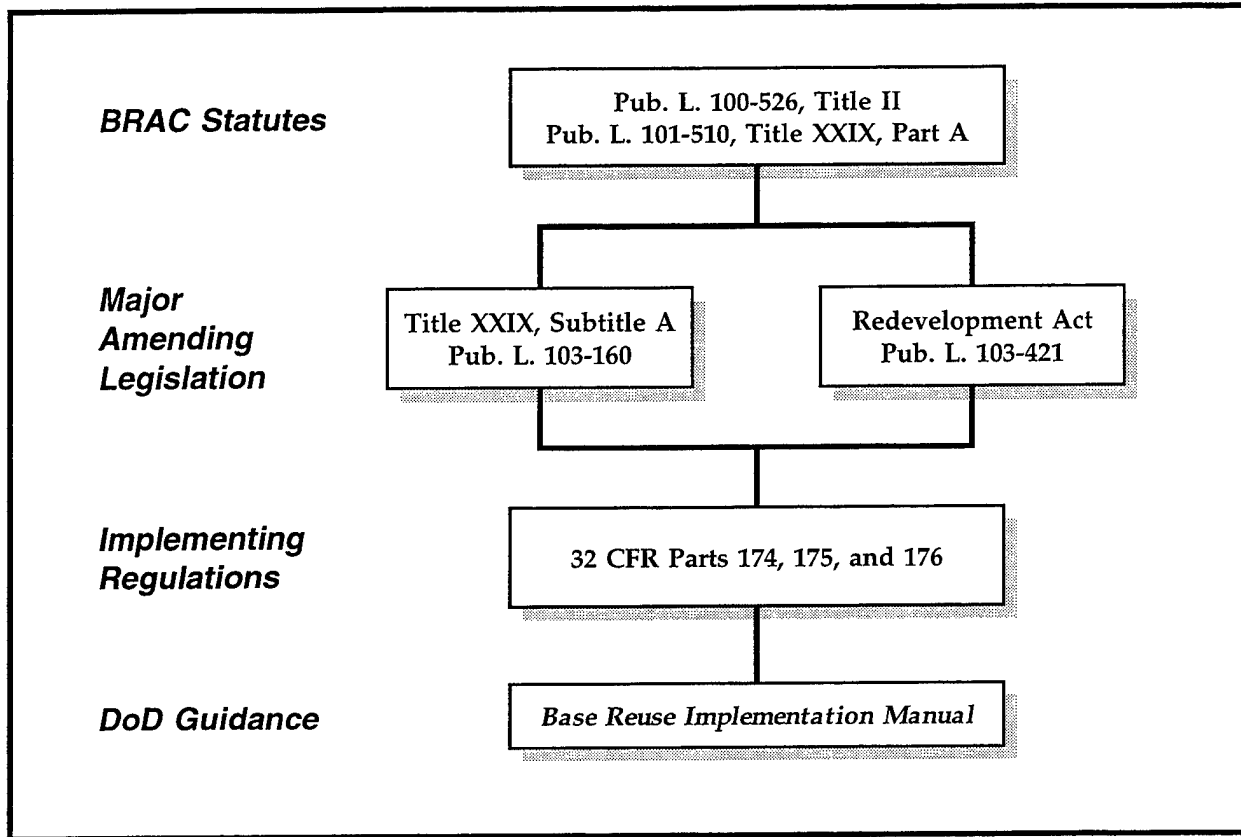 BRAC Statutes
Pub. L. 100-526, Title II
Pub. L. 101-510, Title XXIX, Part A
Major
Amending
Legislation
Title XXIX, Subtitle A
Pub. L. 103-160
Redevelopment Act
Pub. L. 103-421
Implementing
Regulations
32 CFR Parts 174, 175, and 176
DoD Guidance
Base Reuse Implementation Manual